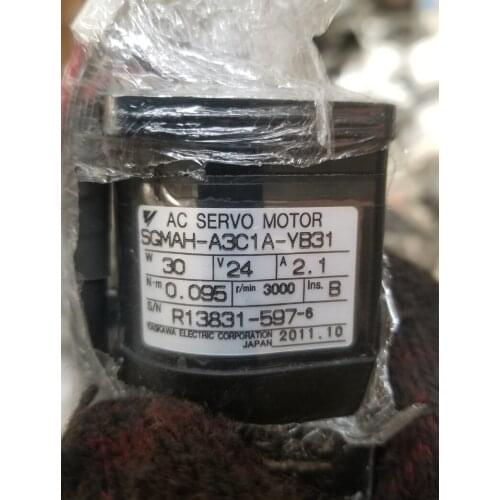 AC SERVO MOTOR
SGMAH-A3C1A-YB31
W 30 V 24 A 2.1
N·m 0.095 r/min 3000 Ins. B
S/N R13831-597-6
YASKAWA ELECTRIC CORPORATION 2011.10
JAPAN